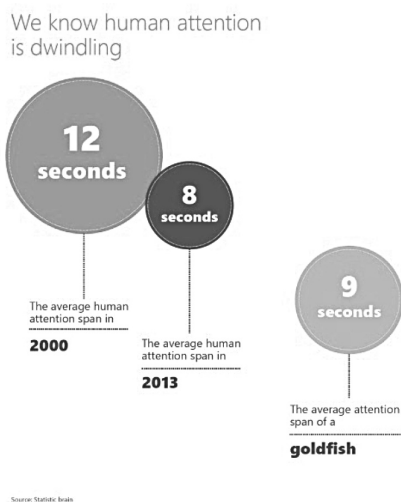 We know human attention
is dwindling
12
seconds
8
seconds
9
seconds
The average human
attention span in
2000
The average human
attention span in
2013
The average attention
span of a
goldfish
Source: Statistic Brain